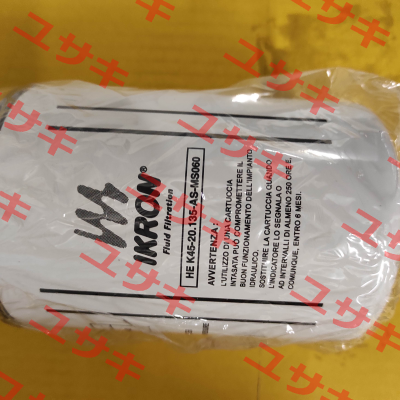 IKRON®
Fluid Filtration
HE K45-20.135-AS-MS060
AVVERTENZA:
L'UTILIZZO DI UNA CARTUCCIA
INTASATA PUÒ COMPROMETTERE IL
BUON FUNZIONAMENTO DELL'IMPIANTO
IDRAULICO.
SOSTITUIRE LA CARTUCCIA QUANDO
L'INDICATORE LO SEGNALA O
AD INTERVALLI DI ALMENO 250 ORE E
COMUNQUE, ENTRO 6 MESI.
ユサキ
ユサキ
ユサキ
ユサキ
ユサキ
ユサキ